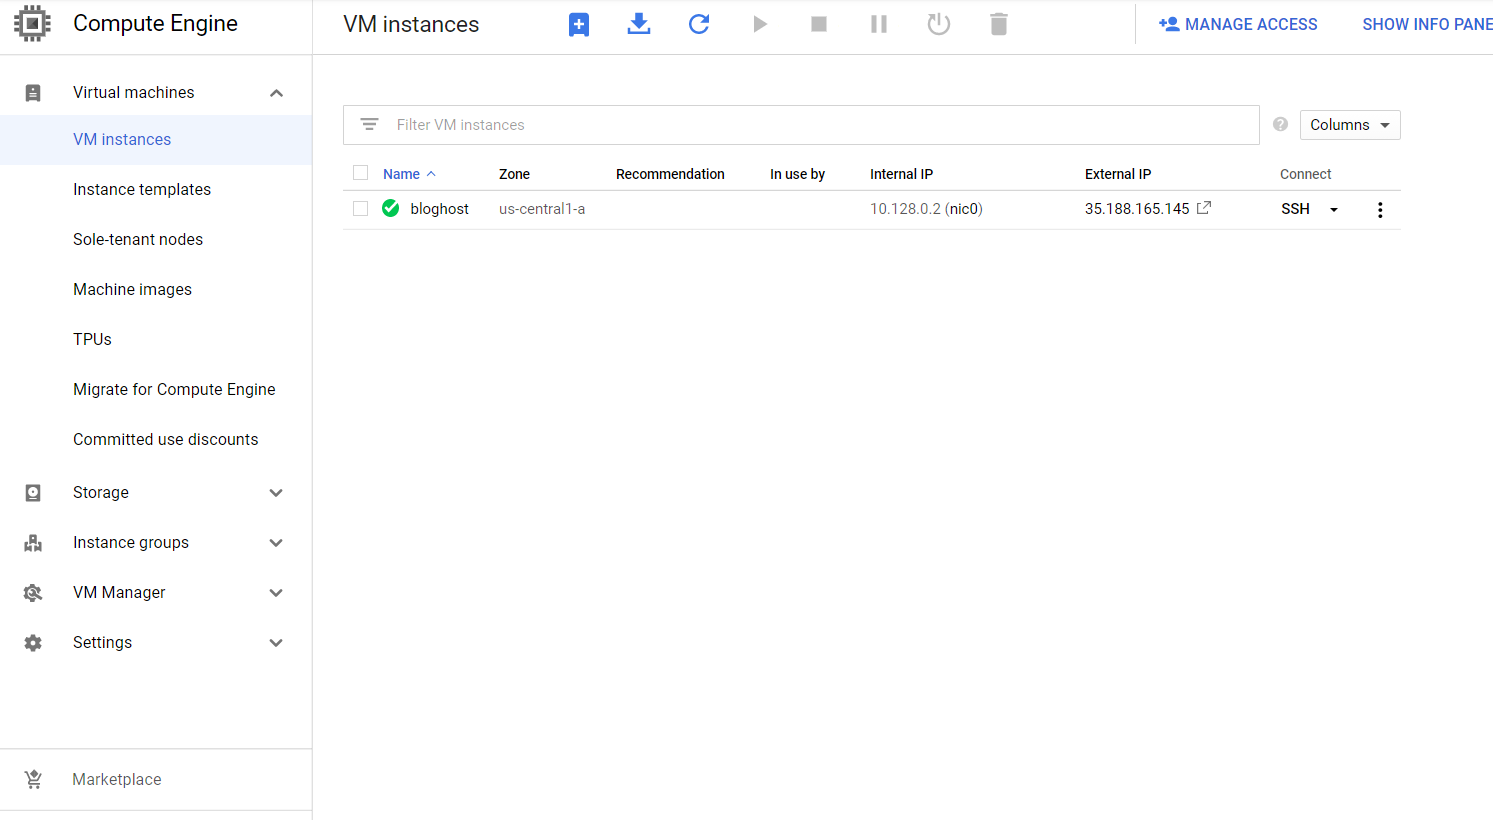 Compute Engine
VM instances
MANAGE ACCESS
SHOW INFO PANE
Virtual machines
VM instances
Instance templates
Sole-tenant nodes
Machine images
TPUs
Migrate for Compute Engine
Committed use discounts
Storage
Instance groups
VM Manager
Settings
Marketplace
Filter VM instances
?
Columns
Name Zone Recommendation In use by Internal IP External IP Connect
bloghost us-central1-a 10.128.0.2 (nic0) 35.188.165.145 SSH